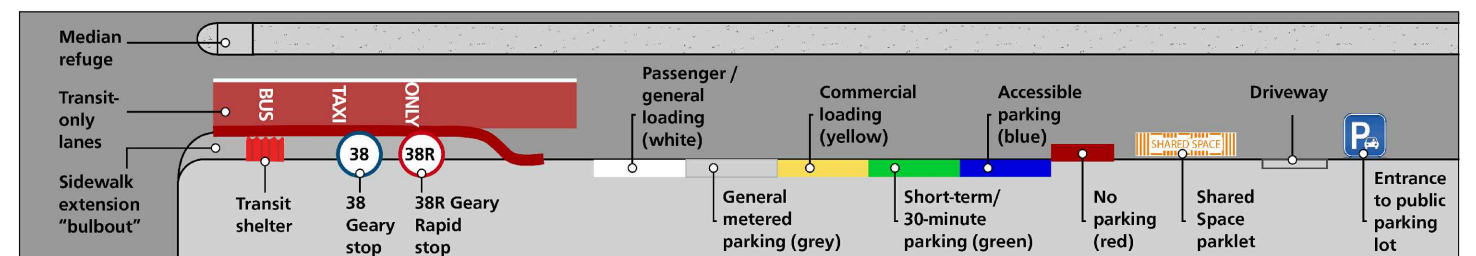 Median
refuge
Transit-
only
lanes
Sidewalk
extension
“bulbout”
BUS
TAXI
ONLY
Transit
shelter
38
38
Geary
stop
38R
38R Geary
Rapid
stop
Passenger /
general
loading
(white)
General
metered
parking (grey)
Commercial
loading
(yellow)
Short-term/
30-minute
parking (green)
Accessible
parking
(blue)
No
parking
(red)
SHARED SPACE
Shared
Space
parklet
Driveway
P
Entrance
to public
parking
lot